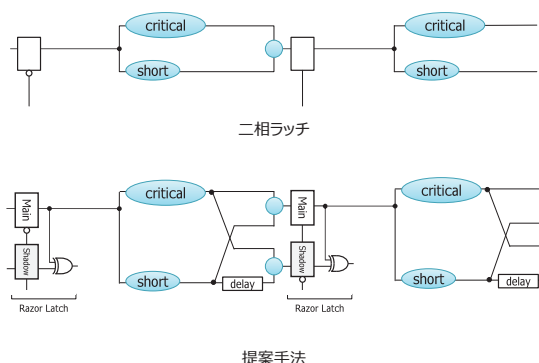 critical
critical
short
short
二相ラッチ
critical
critical
Main
Main
Shadow
Shadow
short
delay
short
delay
Razor Latch
Razor Latch
提案手法